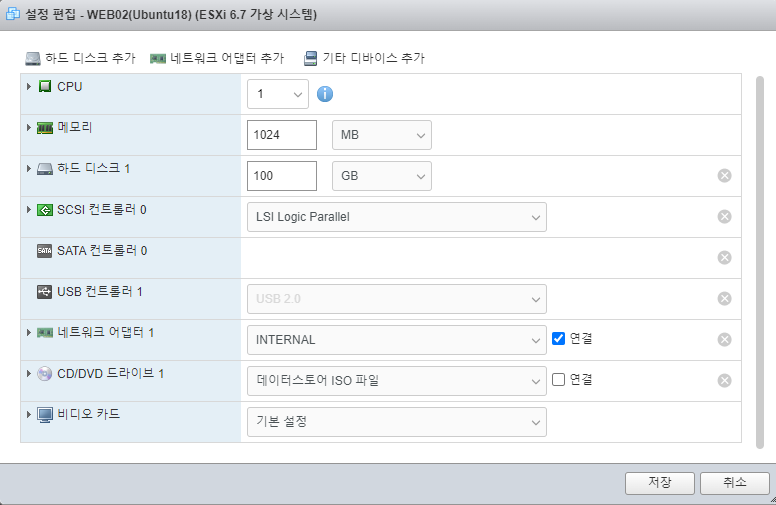 설정 편집 - WEB02(Ubuntu18) (ESXi 6.7 가상 시스템)
하드 디스크 추가 네트워크 어댑터 추가 기타 디바이스 추가
CPU 1
메모리 1024 MB
하드 디스크 1 100 GB
SCSI 컨트롤러 0 LSI Logic Parallel
SATA SATA 컨트롤러 0
USB 컨트롤러 1 USB 2.0
네트워크 어댑터 1 INTERNAL 연결
CD/DVD 드라이브 1 데이터스토어 ISO 파일 연결
비디오 카드 기본 설정
저장 취소